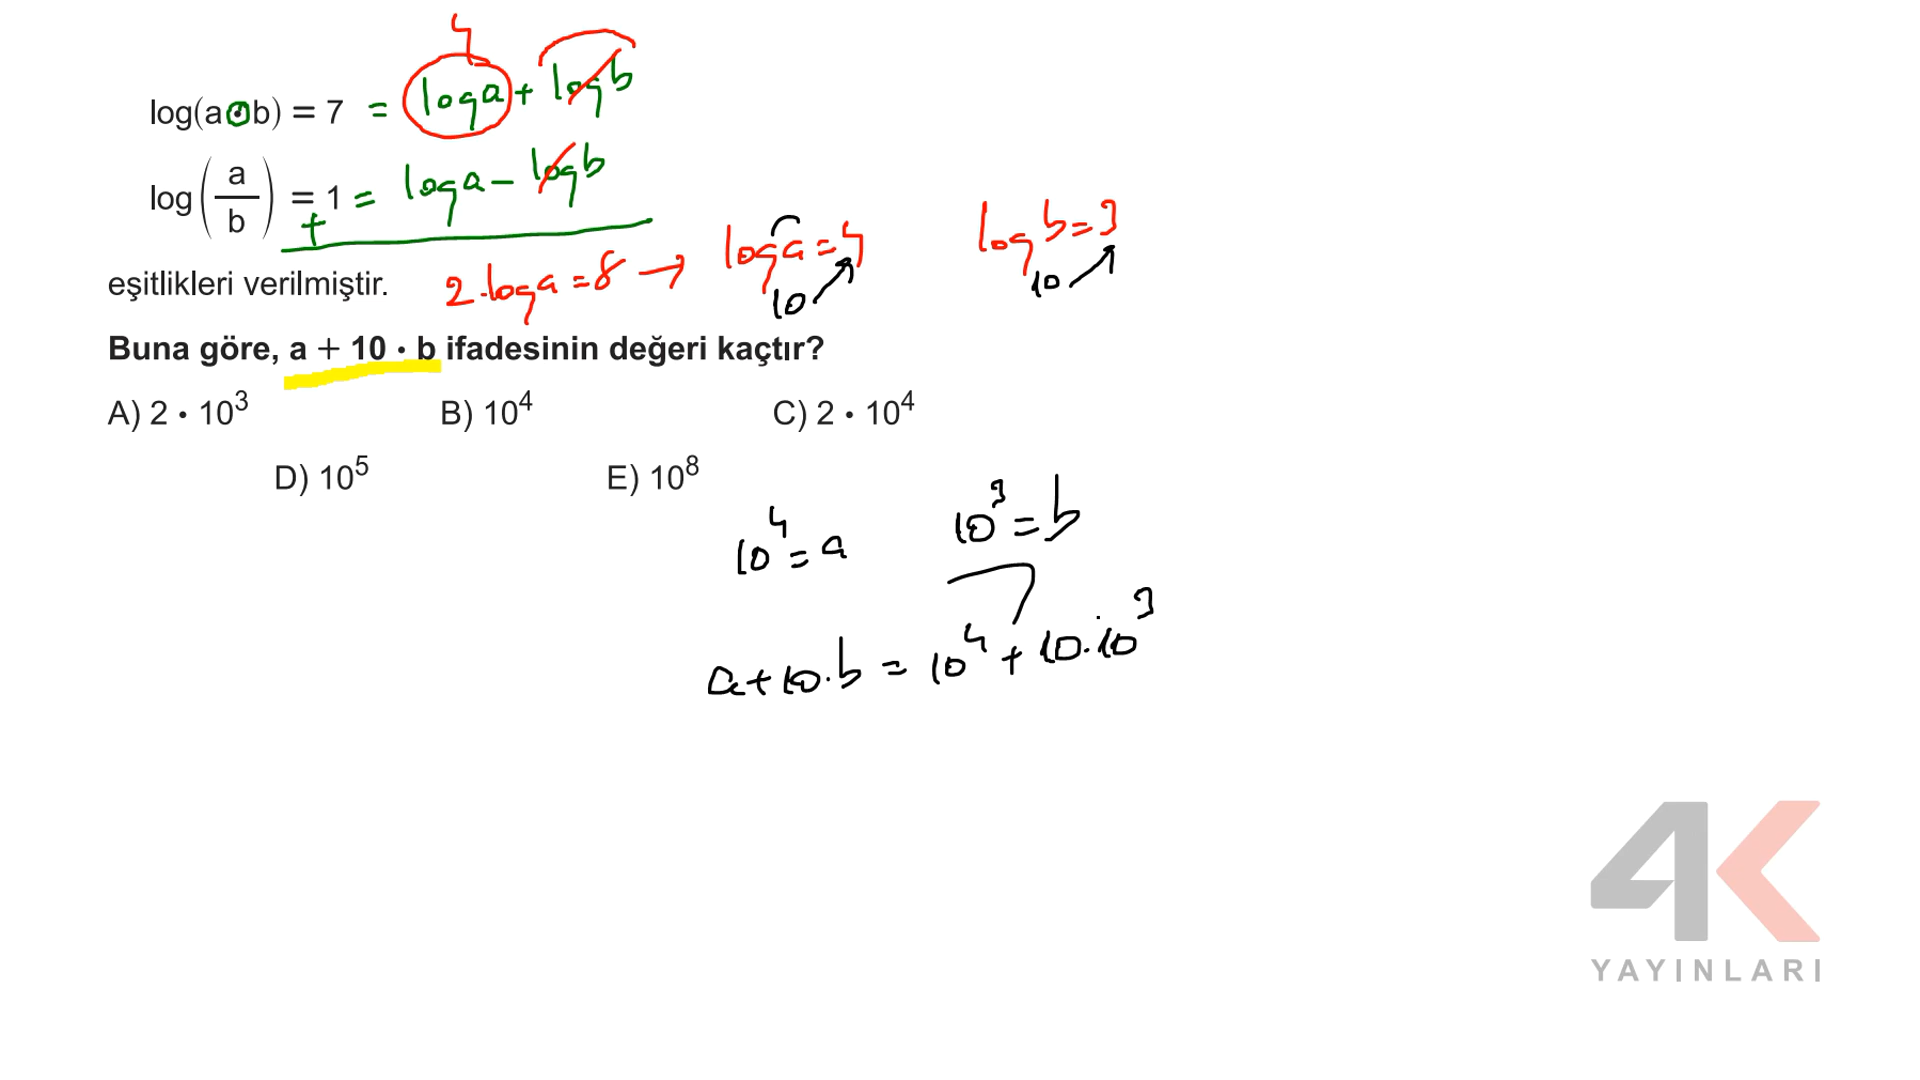 4
log(a⋅b) = 7 = log a + log b
log(a/b) = 1 = log a − log b
+
eşitlikleri verilmiştir. 2·log a = 8 → log a = 4 log b = 3
10 10
Buna göre, a + 10 · b ifadesinin değeri kaçtır?
A) 2 • 10³ B) 10⁴ C) 2 • 10⁴
D) 10⁵ E) 10⁸
10⁴ = a 10³ = b
a + 10·b = 10⁴ + 10·10³
4K
YAYINLARI